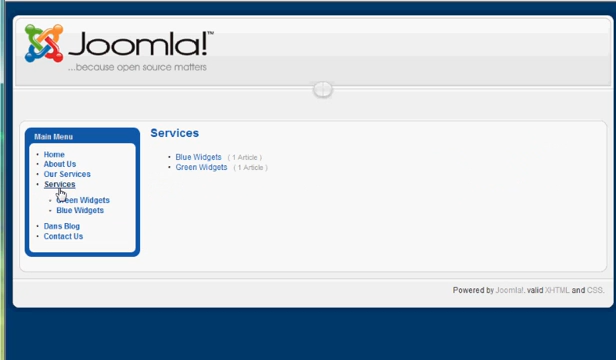 Joomla!™
...because open source matters
Main Menu
Home
About Us
Our Services
Services
Green Widgets
Blue Widgets
Dans Blog
Contact Us
Services
Blue Widgets ( 1 Article )
Green Widgets ( 1 Article )
Powered by Joomla!. valid XHTML and CSS.